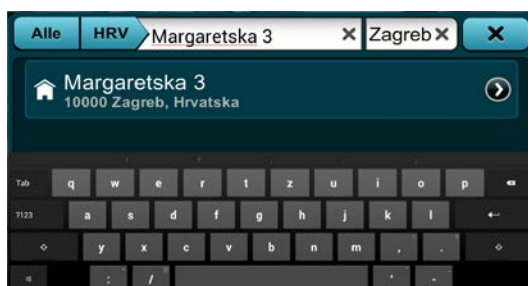 Alle HRV Margaretska 3 Zagreb
Margaretska 3
10000 Zagreb, Hrvatska
Tab q w e r t z u i o p
?123 a s d f g h j k l
y x c v b n m , .
: / ' -